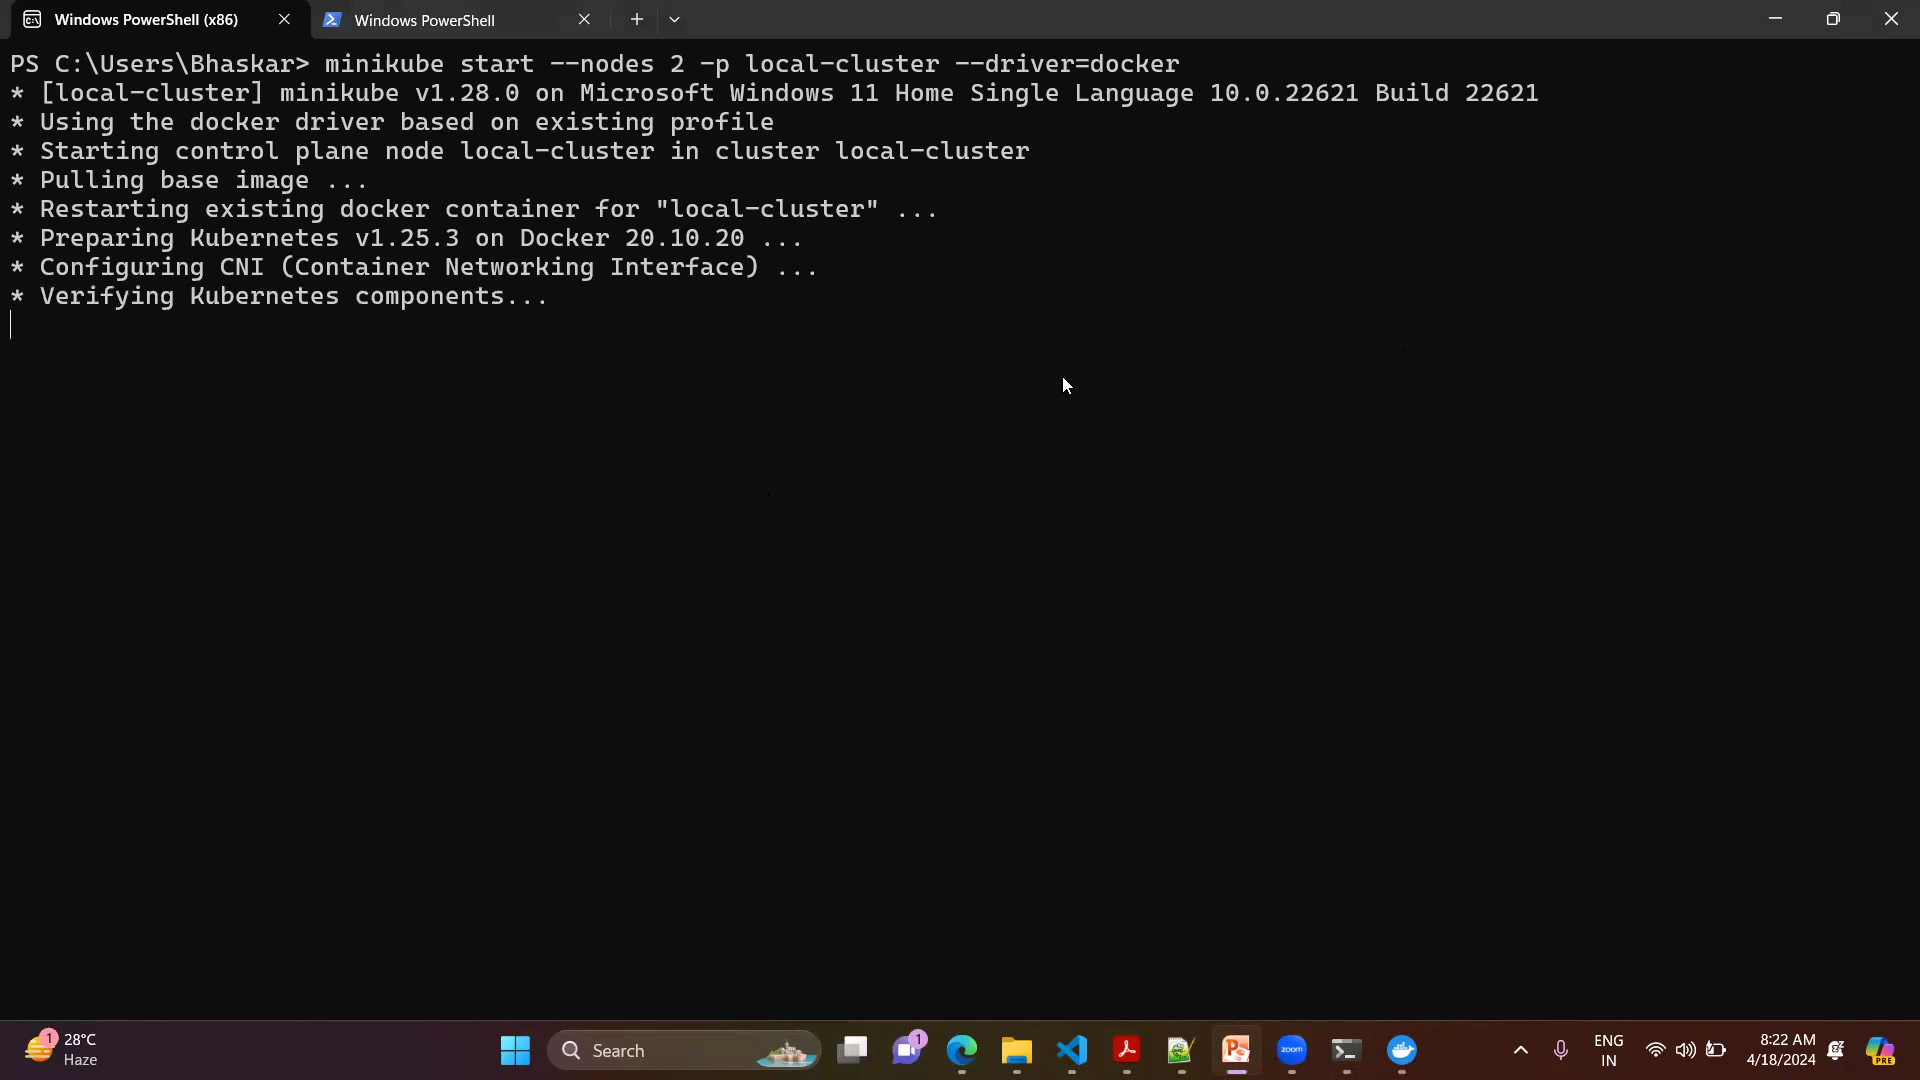 Windows PowerShell (x86)
Windows PowerShell
PS C:\Users\Bhaskar> minikube start --nodes 2 -p local-cluster --driver=docker
* [local-cluster] minikube v1.28.0 on Microsoft Windows 11 Home Single Language 10.0.22621 Build 22621
* Using the docker driver based on existing profile
* Starting control plane node local-cluster in cluster local-cluster
* Pulling base image ...
* Restarting existing docker container for "local-cluster" ...
* Preparing Kubernetes v1.25.3 on Docker 20.10.20 ...
* Configuring CNI (Container Networking Interface) ...
* Verifying Kubernetes components...
1
28°C
Haze
Search
1
zoom
ENG
IN
8:22 AM
4/18/2024
PRE